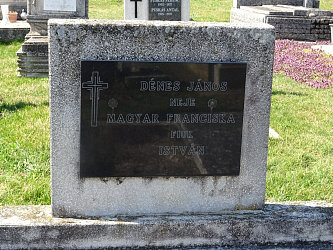 DÉNES JÁNOS
NEJE
MAGYAR FRANCISKA
FIUK
ISTVÁN